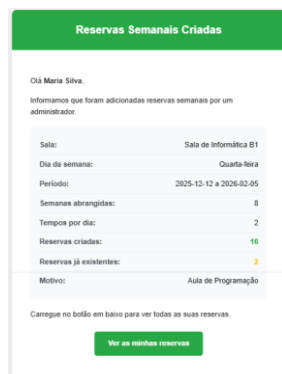 Reservas Semanais Criadas
Olá Maria Silva,
Informamos que foram adicionadas reservas semanais por um
administrador.
Sala: Sala de Informática B1
Dia da semana: Quarta-feira
Período: 2025-12-12 a 2026-02-05
Semanas abrangidas: 8
Tempos por dia: 2
Reservas criadas: 16
Reservas já existentes: 2
Motivo: Aula de Programação
Carregue no botão em baixo para ver todas as suas reservas.
Ver as minhas reservas